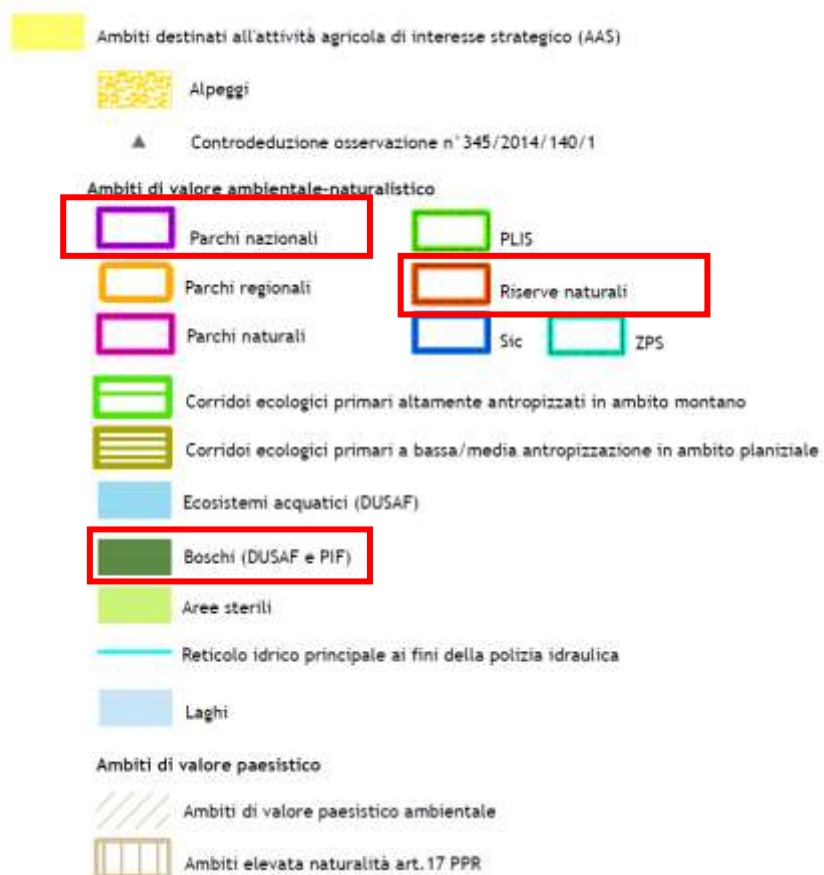 Ambiti destinati all'attività agricola di interesse strategico (AAS)
Alpeggi
Controdeduzione osservazione n°345/2014/140/1
Ambiti di valore ambientale-naturalistico
Parchi nazionali
PLIS
Parchi regionali
Riserve naturali
Parchi naturali
Sic
ZPS
Corridoi ecologici primari altamente antropizzati in ambito montano
Corridoi ecologici primari a bassa/media antropizzazione in ambito planiziale
Ecosistemi acquatici (DUSAF)
Boschi (DUSAF e PIF)
Aree sterili
Reticolo idrico principale ai fini della polizia idraulica
Laghi
Ambiti di valore paesistico
Ambiti di valore paesistico ambientale
Ambiti elevata naturalità art.17 PPR